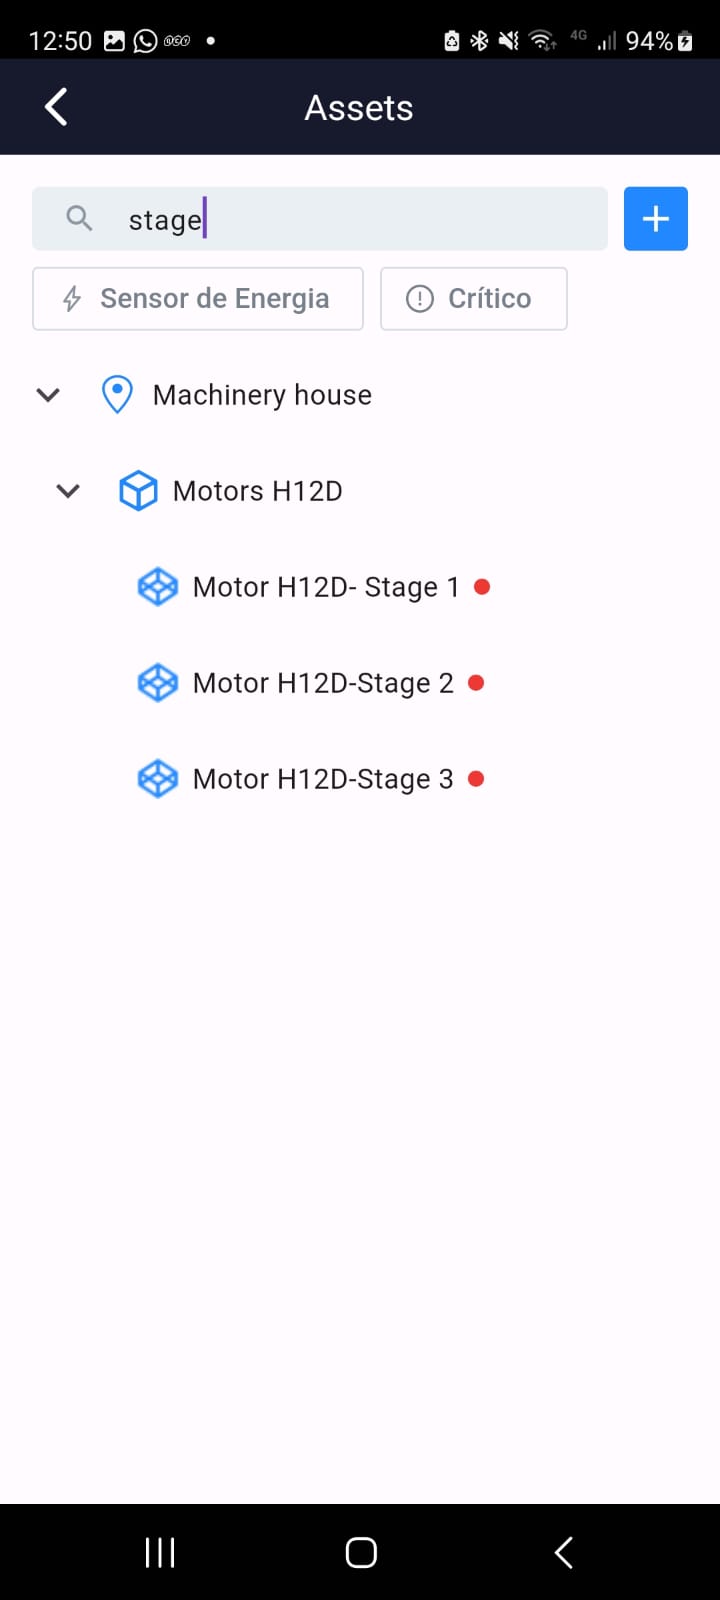 12:50 4G 94%
Assets
stage
Sensor de Energia Crítico
Machinery house
Motors H12D
Motor H12D- Stage 1
Motor H12D-Stage 2
Motor H12D-Stage 3